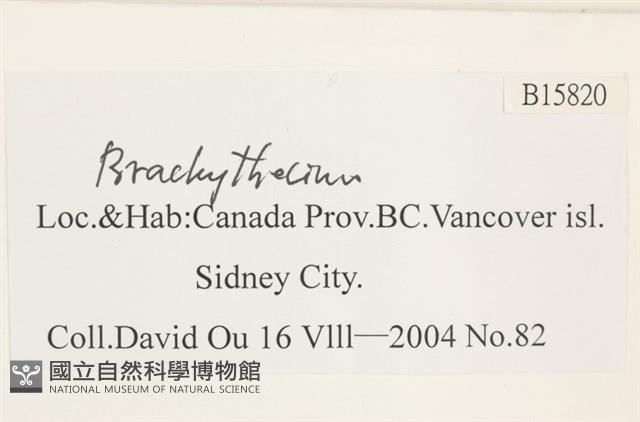 B15820
Brachythecium
Loc.&Hab:Canada Prov.BC.Vancover isl.
Sidney City.
Coll.David Ou 16 Vlll—2004 No.82
國立自然科學博物館
NATIONAL MUSEUM OF NATURAL SCIENCE